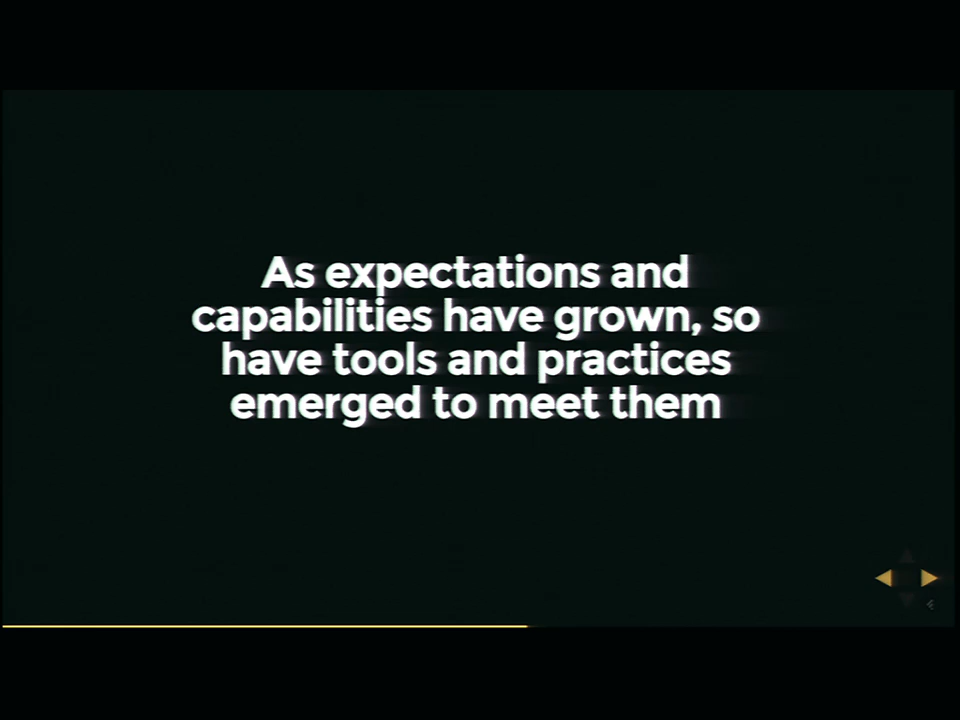 As expectations and
capabilities have grown, so
have tools and practices
emerged to meet them